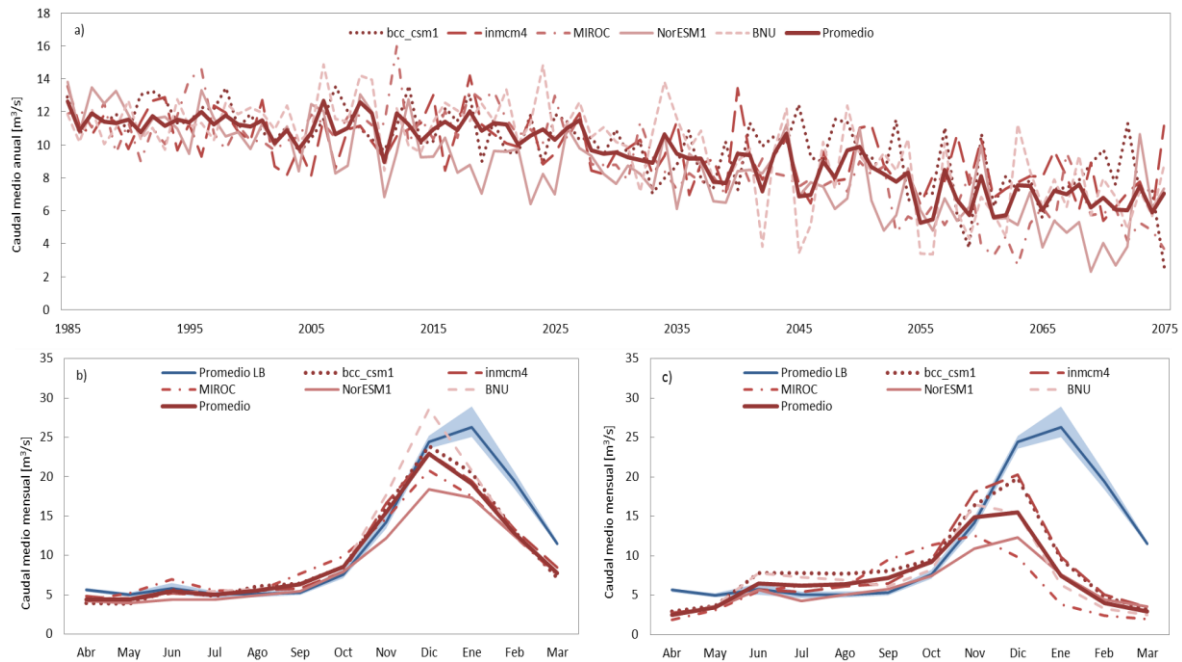 a)
bcc_csm1 inmcm4 MIROC NorESM1 BNU Promedio
Caudal medio anual [m³/s]
18
16
14
12
10
8
6
4
2
0
1985 1995 2005 2015 2025 2035 2045 2055 2065 2075
b)
Promedio LB bcc_csm1 inmcm4
MIROC NorESM1 BNU
Promedio
Caudal medio mensual [m³/s]
35
30
25
20
15
10
5
0
Abr May Jun Jul Ago Sep Oct Nov Dic Ene Feb Mar
c)
Promedio LB bcc_csm1 inmcm4
MIROC NorESM1 BNU
Promedio
Caudal medio mensual [m³/s]
35
30
25
20
15
10
5
0
Abr May Jun Jul Ago Sep Oct Nov Dic Ene Feb Mar